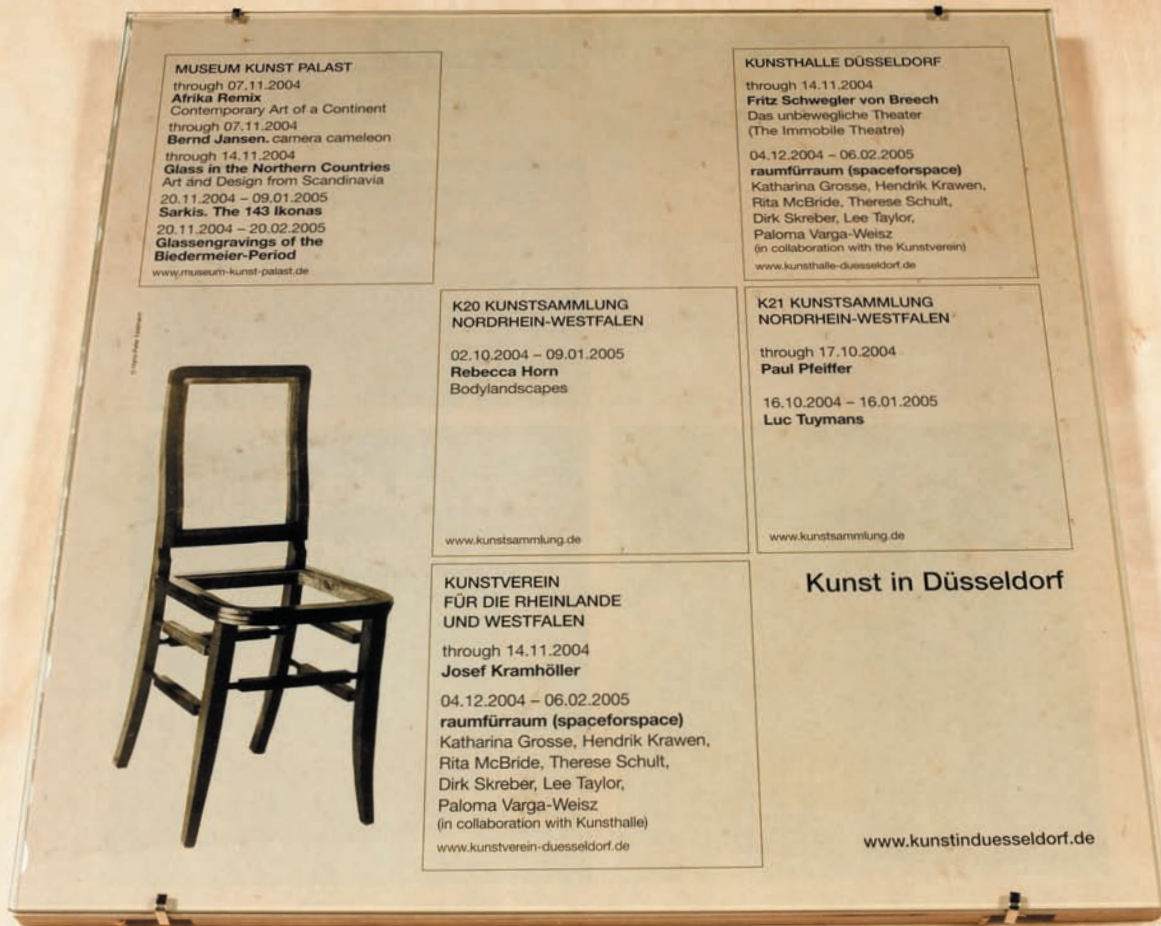 MUSEUM KUNST PALAST
through 07.11.2004
Afrika Remix
Contemporary Art of a Continent
through 07.11.2004
Bernd Jansen. camera cameleon
through 14.11.2004
Glass in the Northern Countries
Art and Design from Scandinavia
20.11.2004 – 09.01.2005
Sarkis. The 143 Ikonas
20.11.2004 – 20.02.2005
Glassengravings of the
Biedermeier-Period
www.museum-kunst-palast.de
KUNSTHALLE DÜSSELDORF
through 14.11.2004
Fritz Schwegler von Breech
Das unbewegliche Theater
(The Immobile Theatre)
04.12.2004 – 06.02.2005
raumfürraum (spaceforspace)
Katharina Grosse, Hendrik Krawen,
Rita McBride, Therese Schult,
Dirk Skreber, Lee Taylor,
Paloma Varga-Weisz
(in collaboration with the Kunstverein)
www.kunsthalle-duesseldorf.de
K20 KUNSTSAMMLUNG
NORDRHEIN-WESTFALEN
02.10.2004 – 09.01.2005
Rebecca Horn
Bodylandscapes
www.kunstsammlung.de
K21 KUNSTSAMMLUNG
NORDRHEIN-WESTFALEN
through 17.10.2004
Paul Pfeiffer
16.10.2004 – 16.01.2005
Luc Tuymans
www.kunstsammlung.de
KUNSTVEREIN
FÜR DIE RHEINLANDE
UND WESTFALEN
through 14.11.2004
Josef Kramhöller
04.12.2004 – 06.02.2005
raumfürraum (spaceforspace)
Katharina Grosse, Hendrik Krawen,
Rita McBride, Therese Schult,
Dirk Skreber, Lee Taylor,
Paloma Varga-Weisz
(in collaboration with Kunsthalle)
www.kunstverein-duesseldorf.de
Kunst in Düsseldorf
www.kunstinduesseldorf.de